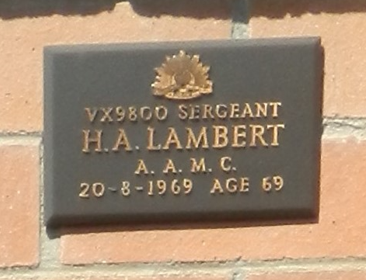 VX9800 SERGEANT
H.A. LAMBERT
A. A. M. C.
20-8-1969 AGE 69